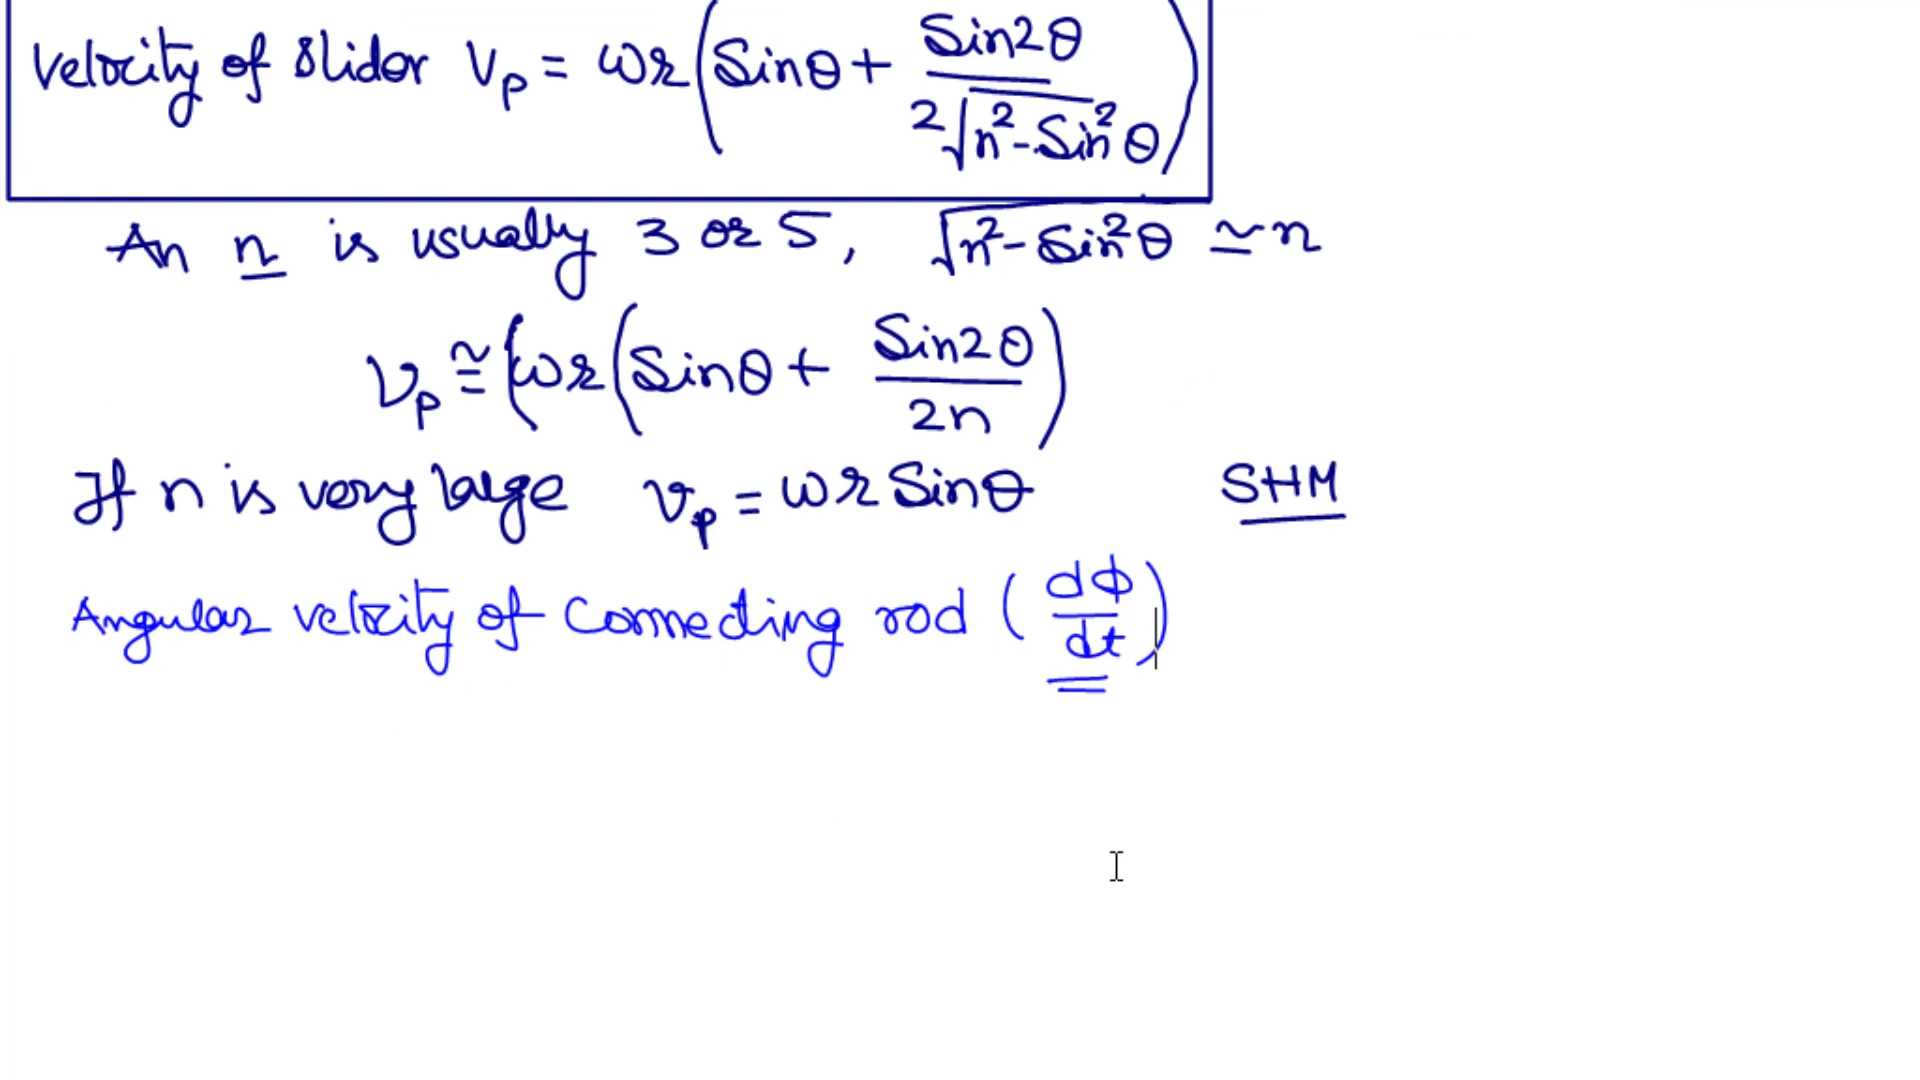 Velocity of Slider Vp = ωr(Sinθ + Sin2θ / 2√(n²-Sin²θ))
An n is usually 3 or 5, √(n²-Sin²θ) ≃ n
Vp ≅ (ωr(Sinθ + Sin2θ / 2n)
If n is very large vp = ωr Sinθ SHM
Angular velocity of Connecting rod (dϕ/dt)